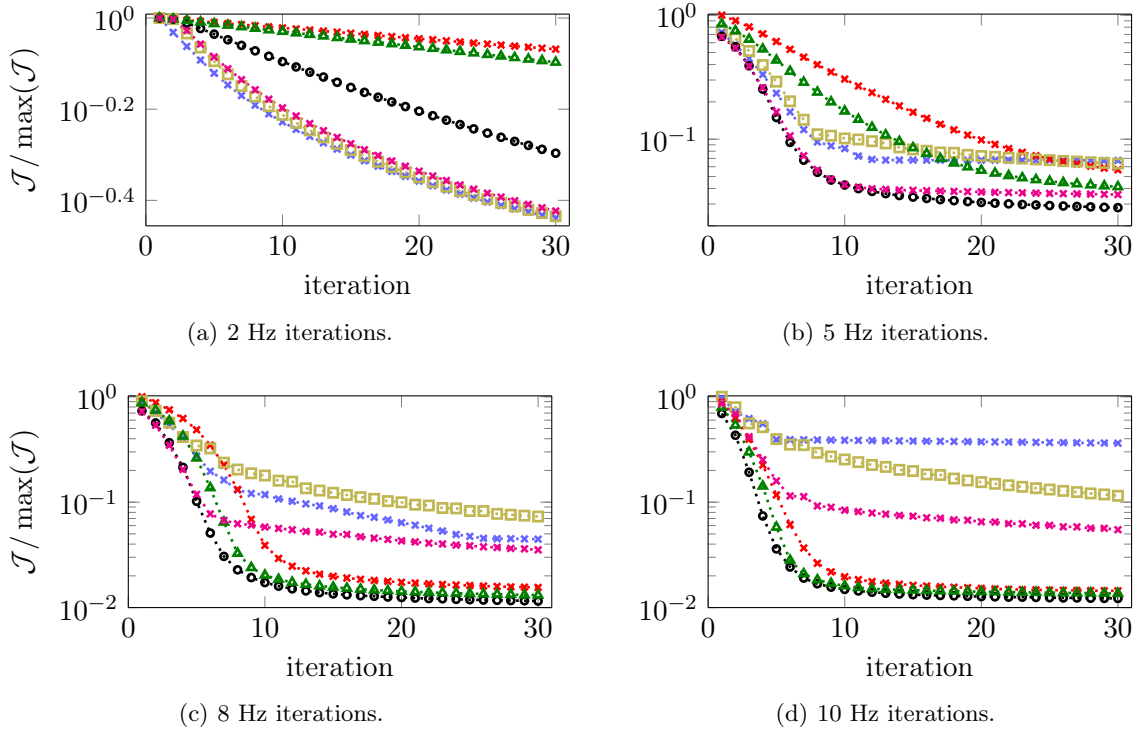 10^0
10^−0.2
10^−0.4
𝒥 / max(𝒥)
0 10 20 30
iteration
(a) 2 Hz iterations.
10^0
10^−1
0 10 20 30
iteration
(b) 5 Hz iterations.
10^0
10^−1
10^−2
𝒥 / max(𝒥)
0 10 20 30
iteration
(c) 8 Hz iterations.
10^0
10^−1
10^−2
0 10 20 30
iteration
(d) 10 Hz iterations.